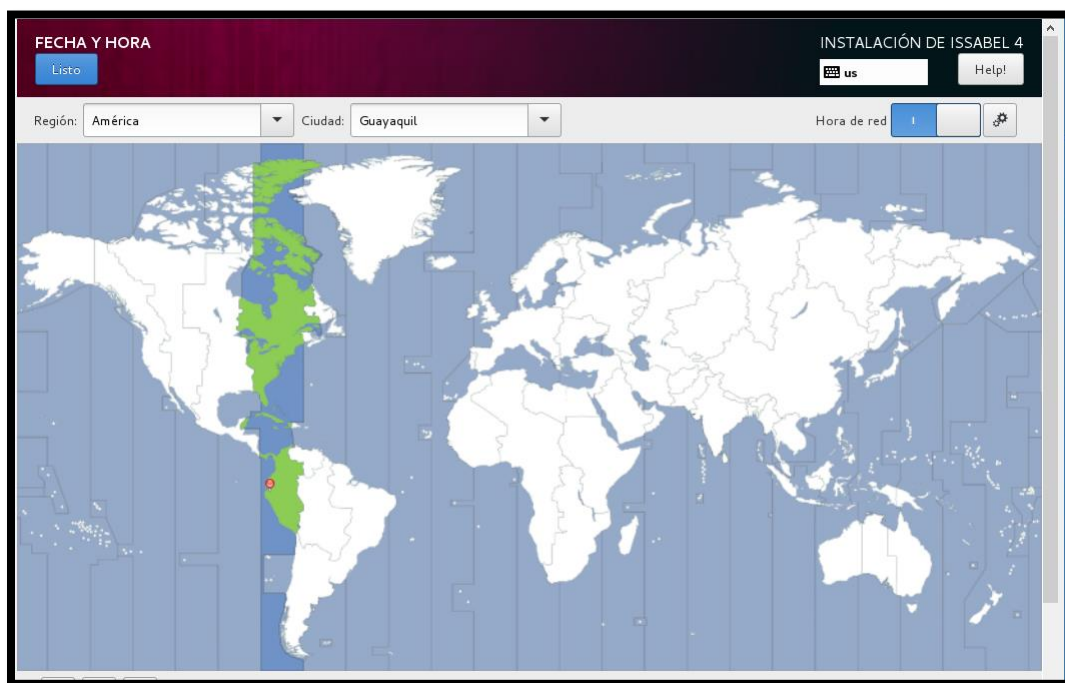 FECHA Y HORA
INSTALACIÓN DE ISSABEL 4
Listo
us
Help!
Región: América Ciudad: Guayaquil Hora de red